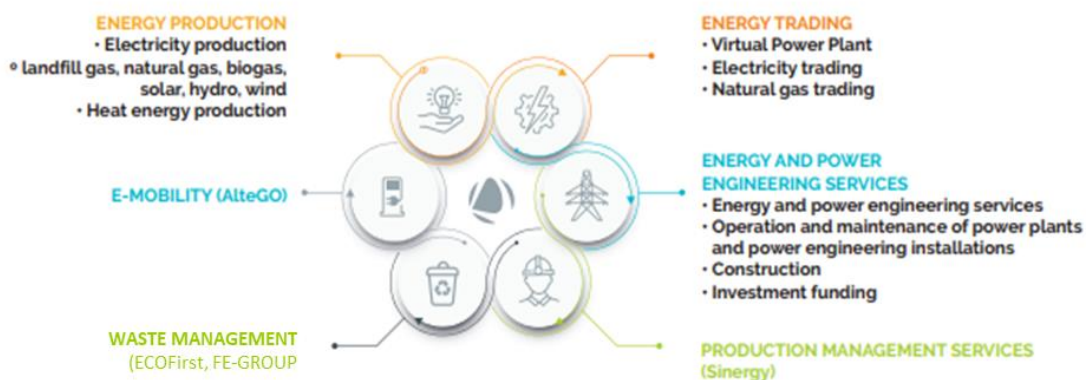 ENERGY PRODUCTION
• Electricity production
° landfill gas, natural gas, biogas,
solar, hydro, wind
• Heat energy production
E-MOBILITY (AlteGO)
WASTE MANAGEMENT
(ECOFirst, FE-GROUP
ENERGY TRADING
• Virtual Power Plant
• Electricity trading
• Natural gas trading
ENERGY AND POWER
ENGINEERING SERVICES
• Energy and power engineering services
• Operation and maintenance of power plants
and power engineering installations
• Construction
• Investment funding
PRODUCTION MANAGEMENT SERVICES
(Sinergy)